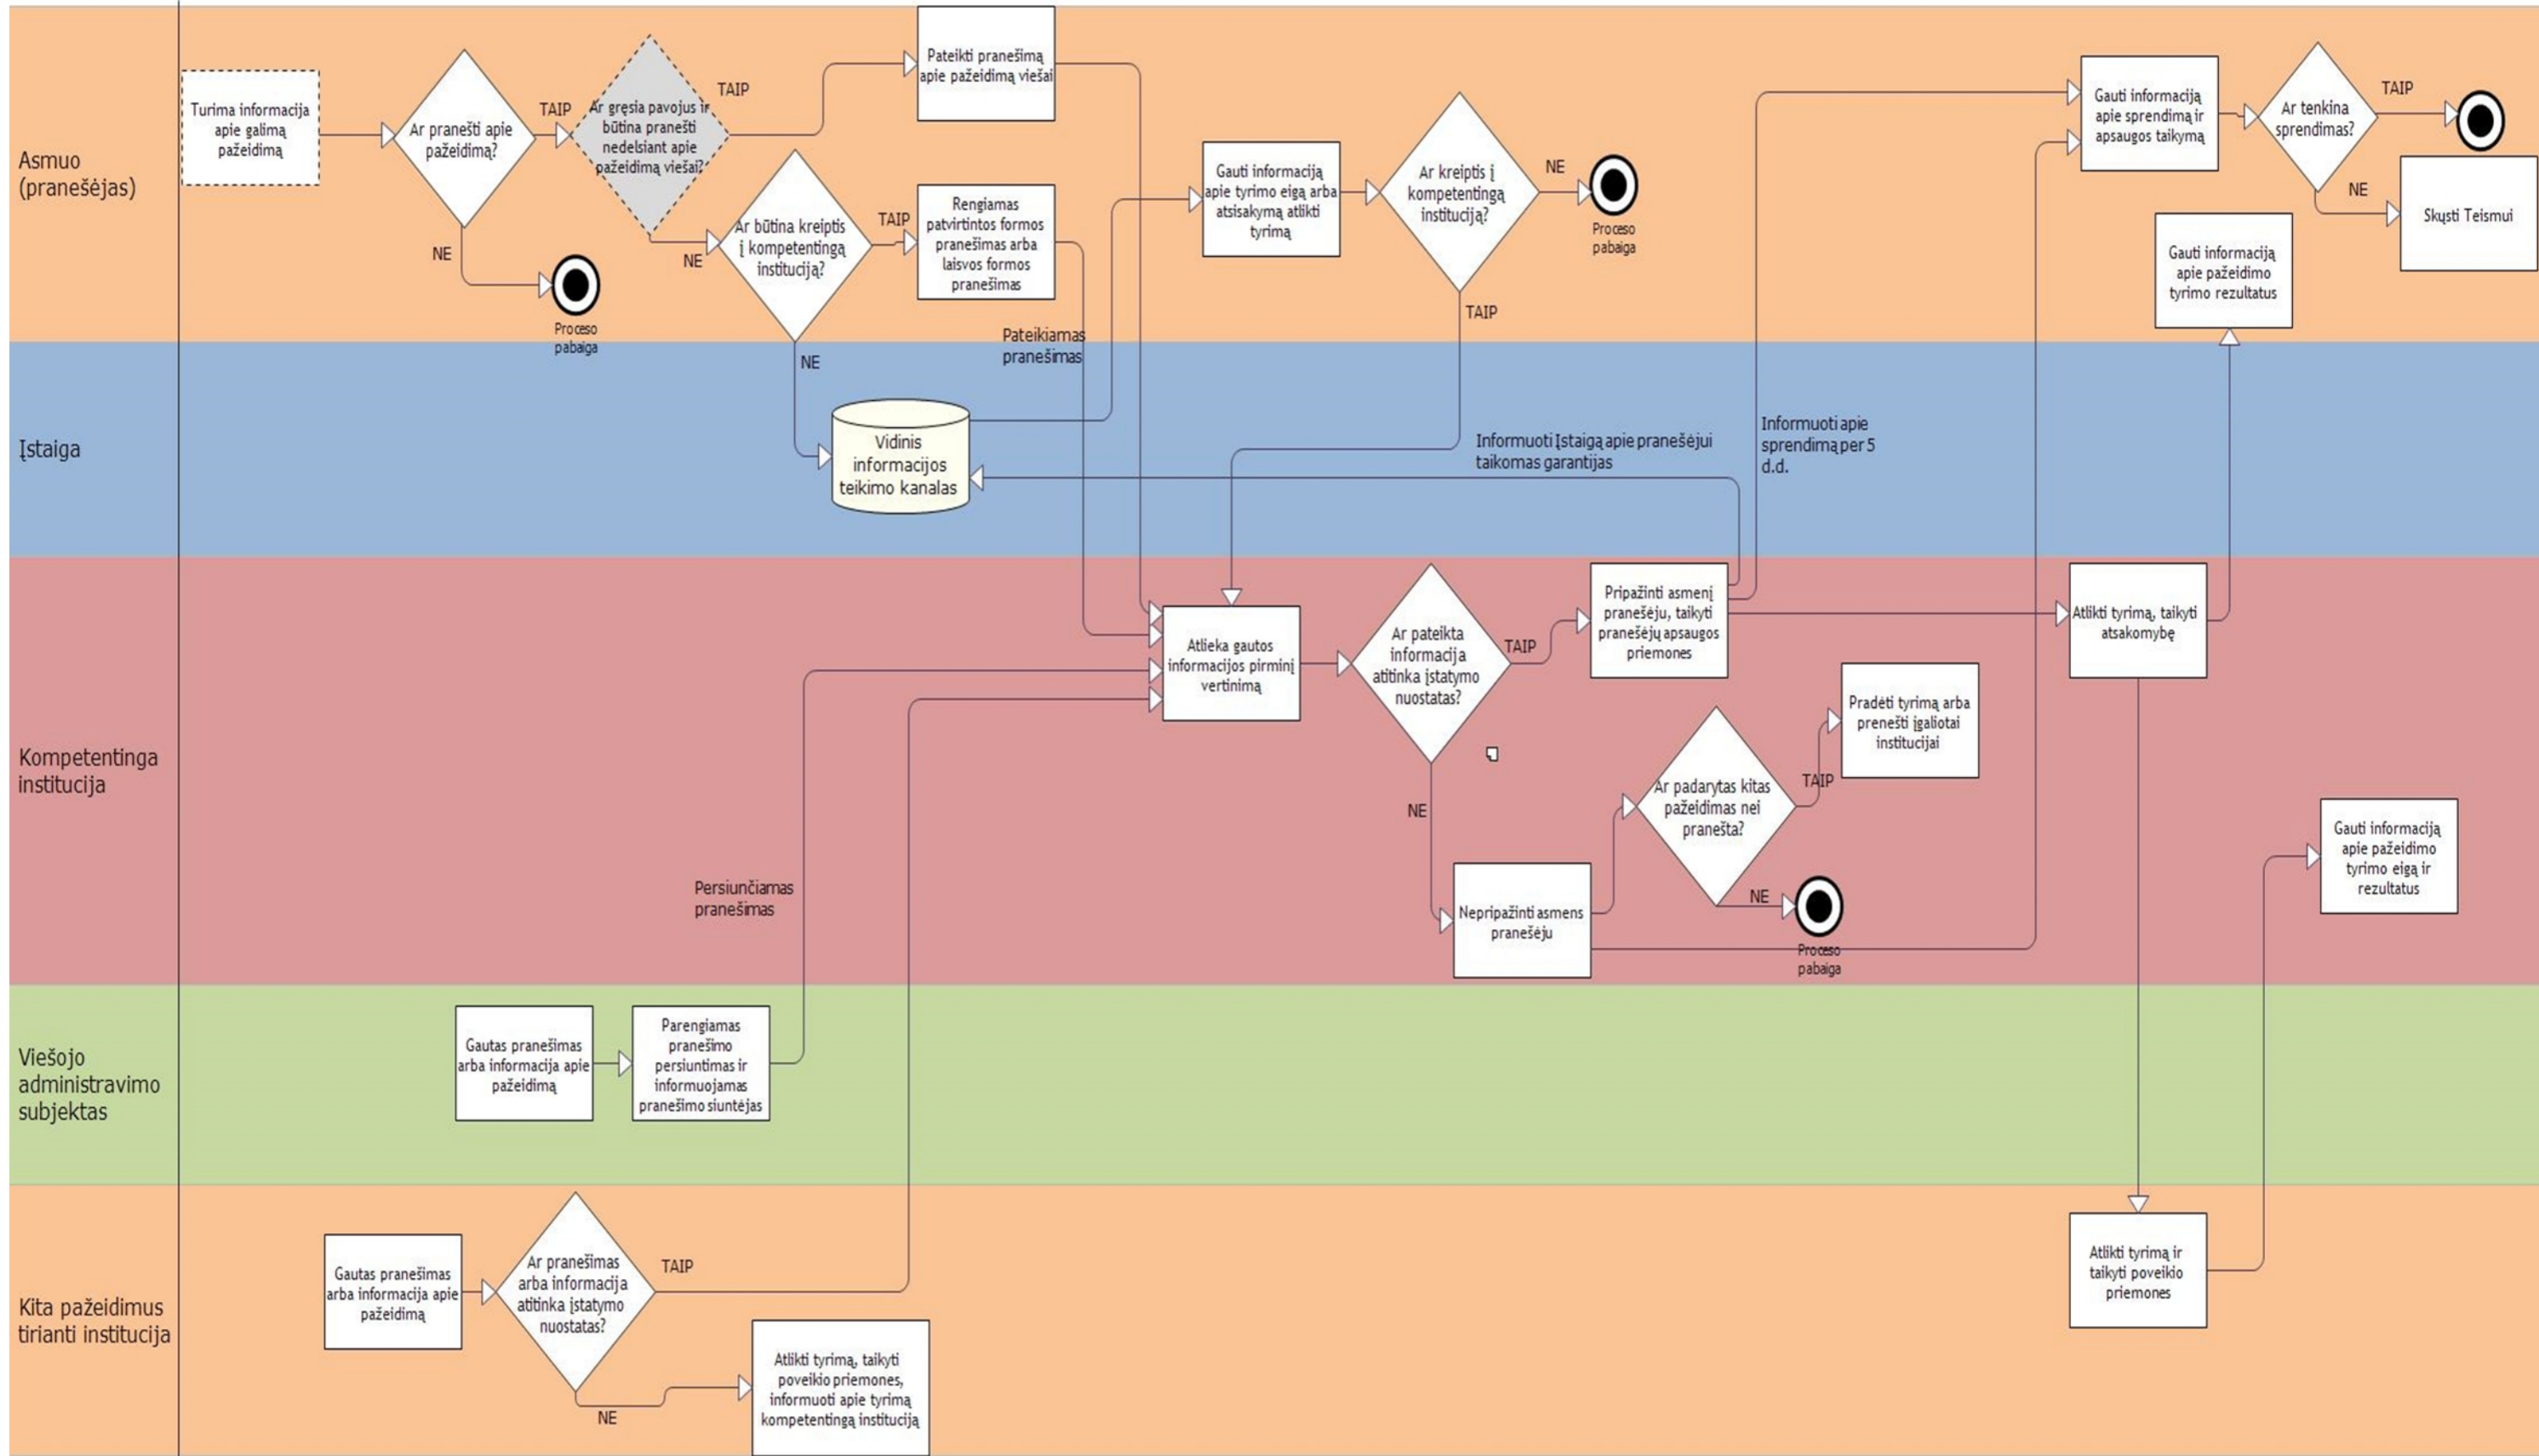 Asmuo
(pranešėjas)
Turima informacija
apie galimą
pažeidimą
Ar pranešti apie
pažeidimą?
TAIP
NE
Proceso
pabaiga
Ar gręsia pavojus ir
būtina pranešti
nedelsiant apie
pažeidimą viešai?
TAIP
NE
Pateikti pranešimą
apie pažeidimą viešai
Ar būtina kreiptis
į kompetentingą
instituciją?
TAIP
NE
Rengiamas
patvirtintos formos
pranešimas arba
laisvos formos
pranešimas
Pateikiamas
pranešimas
Gauti informaciją
apie tyrimo eigą arba
atsisakymą atlikti
tyrimą
Ar kreiptis į
kompetentingą
instituciją?
NE
Proceso
pabaiga
TAIP
Gauti informaciją
apie sprendimą ir
apsaugos taikymą
Ar tenkina
sprendimas?
TAIP
NE
Skųsti Teismui
Gauti informaciją
apie pažeidimo
tyrimo rezultatus
Įstaiga
Vidinis
informacijos
teikimo kanalas
Informuoti Įstaigą apie pranešėjui
taikomas garantijas
Informuoti apie
sprendimą per 5
d.d.
Kompetentinga
institucija
Atlieka gautos
informacijos pirminį
vertinimą
Ar pateikta
informacija
atitinka įstatymo
nuostatas?
TAIP
NE
Pripažinti asmenį
pranešėju, taikyti
pranešėjų apsaugos
priemones
Atlikti tyrimą, taikyti
atsakomybę
Pradėti tyrimą arba
prenešti įgaliotai
institucijai
Ar padarytas kitas
pažeidimas nei
pranešta?
TAIP
NE
Proceso
pabaiga
Nepripažinti asmens
pranešėju
Gauti informaciją
apie pažeidimo
tyrimo eigą ir
rezultatus
Persiunčiamas
pranešimas
Viešojo
administravimo
subjektas
Gautas pranešimas
arba informacija apie
pažeidimą
Parengiamas
pranešimo
persiuntimas ir
informuojamas
pranešimo siuntėjas
Kita pažeidimus
tirianti institucija
Gautas pranešimas
arba informacija apie
pažeidimą
Ar pranešimas
arba informacija
atitinka įstatymo
nuostatas?
TAIP
NE
Atlikti tyrimą, taikyti
poveikio priemones,
informuoti apie tyrimą
kompetentingą instituciją
Atlikti tyrimą ir
taikyti poveikio
priemones